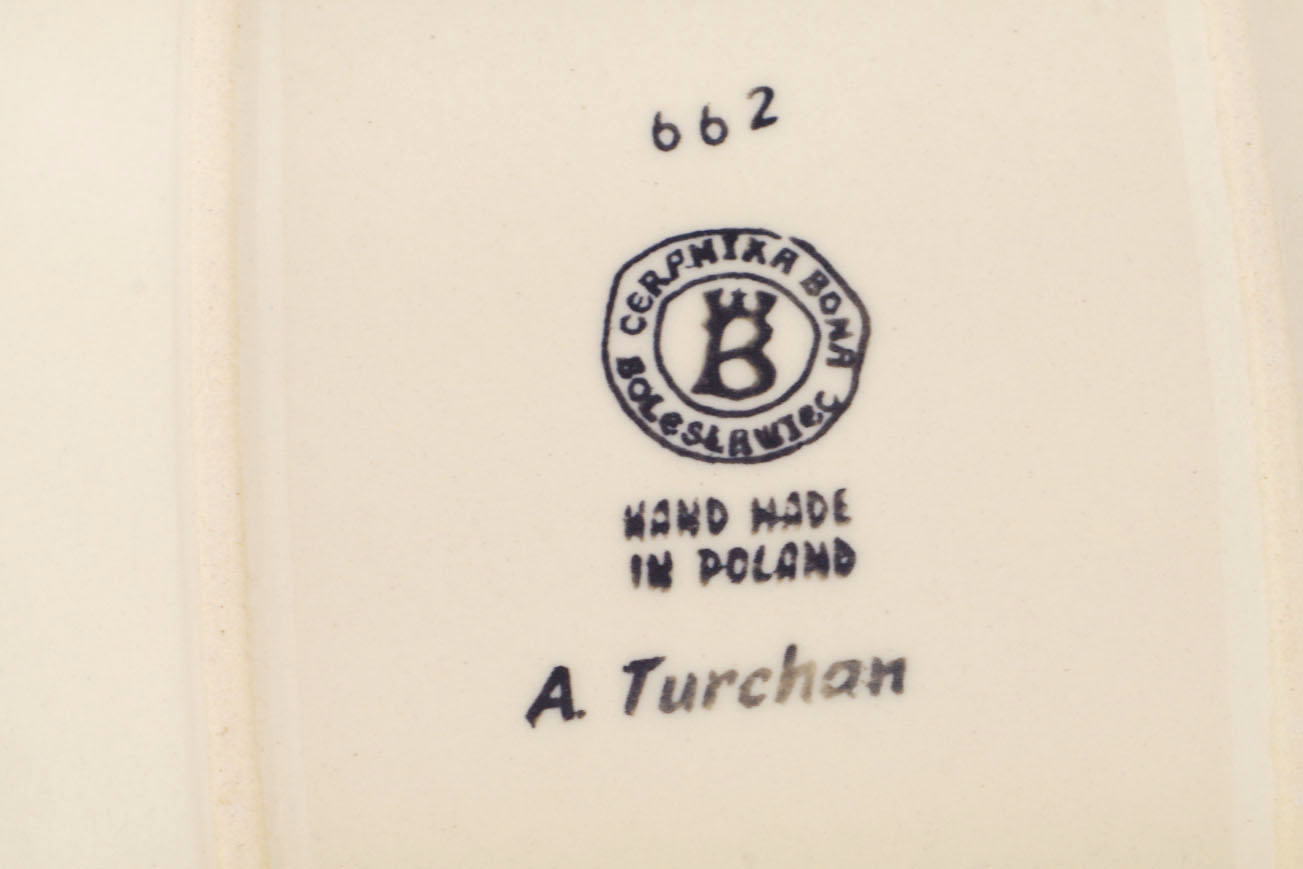 662
CERAMIKA BONA
B
BOLESŁAWIEC
HAND MADE
IN POLAND
A. Turchan